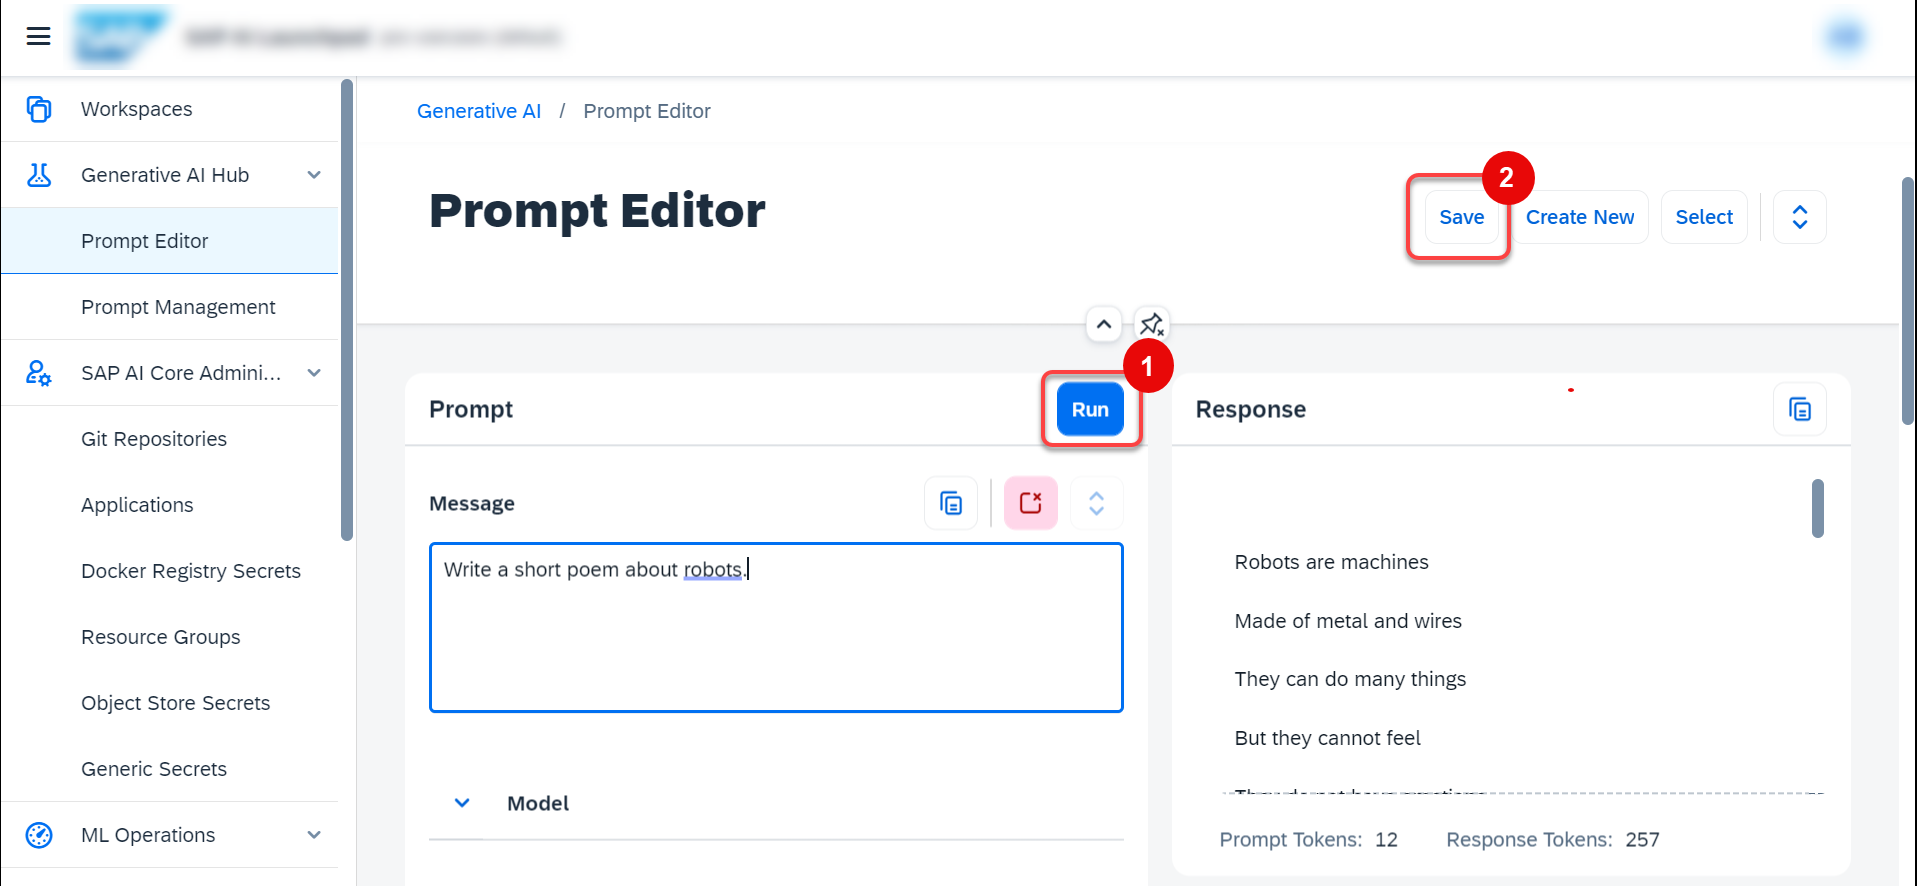 Workspaces
Generative AI Hub
Prompt Editor
Prompt Management
SAP AI Core Admini...
Git Repositories
Applications
Docker Registry Secrets
Resource Groups
Object Store Secrets
Generic Secrets
ML Operations
Generative AI / Prompt Editor
Prompt Editor
2
Save
Create New
Select
1
Prompt
Run
Message
Write a short poem about robots.
Model
Response
Robots are machines
Made of metal and wires
They can do many things
But they cannot feel
Prompt Tokens: 12 Response Tokens: 257